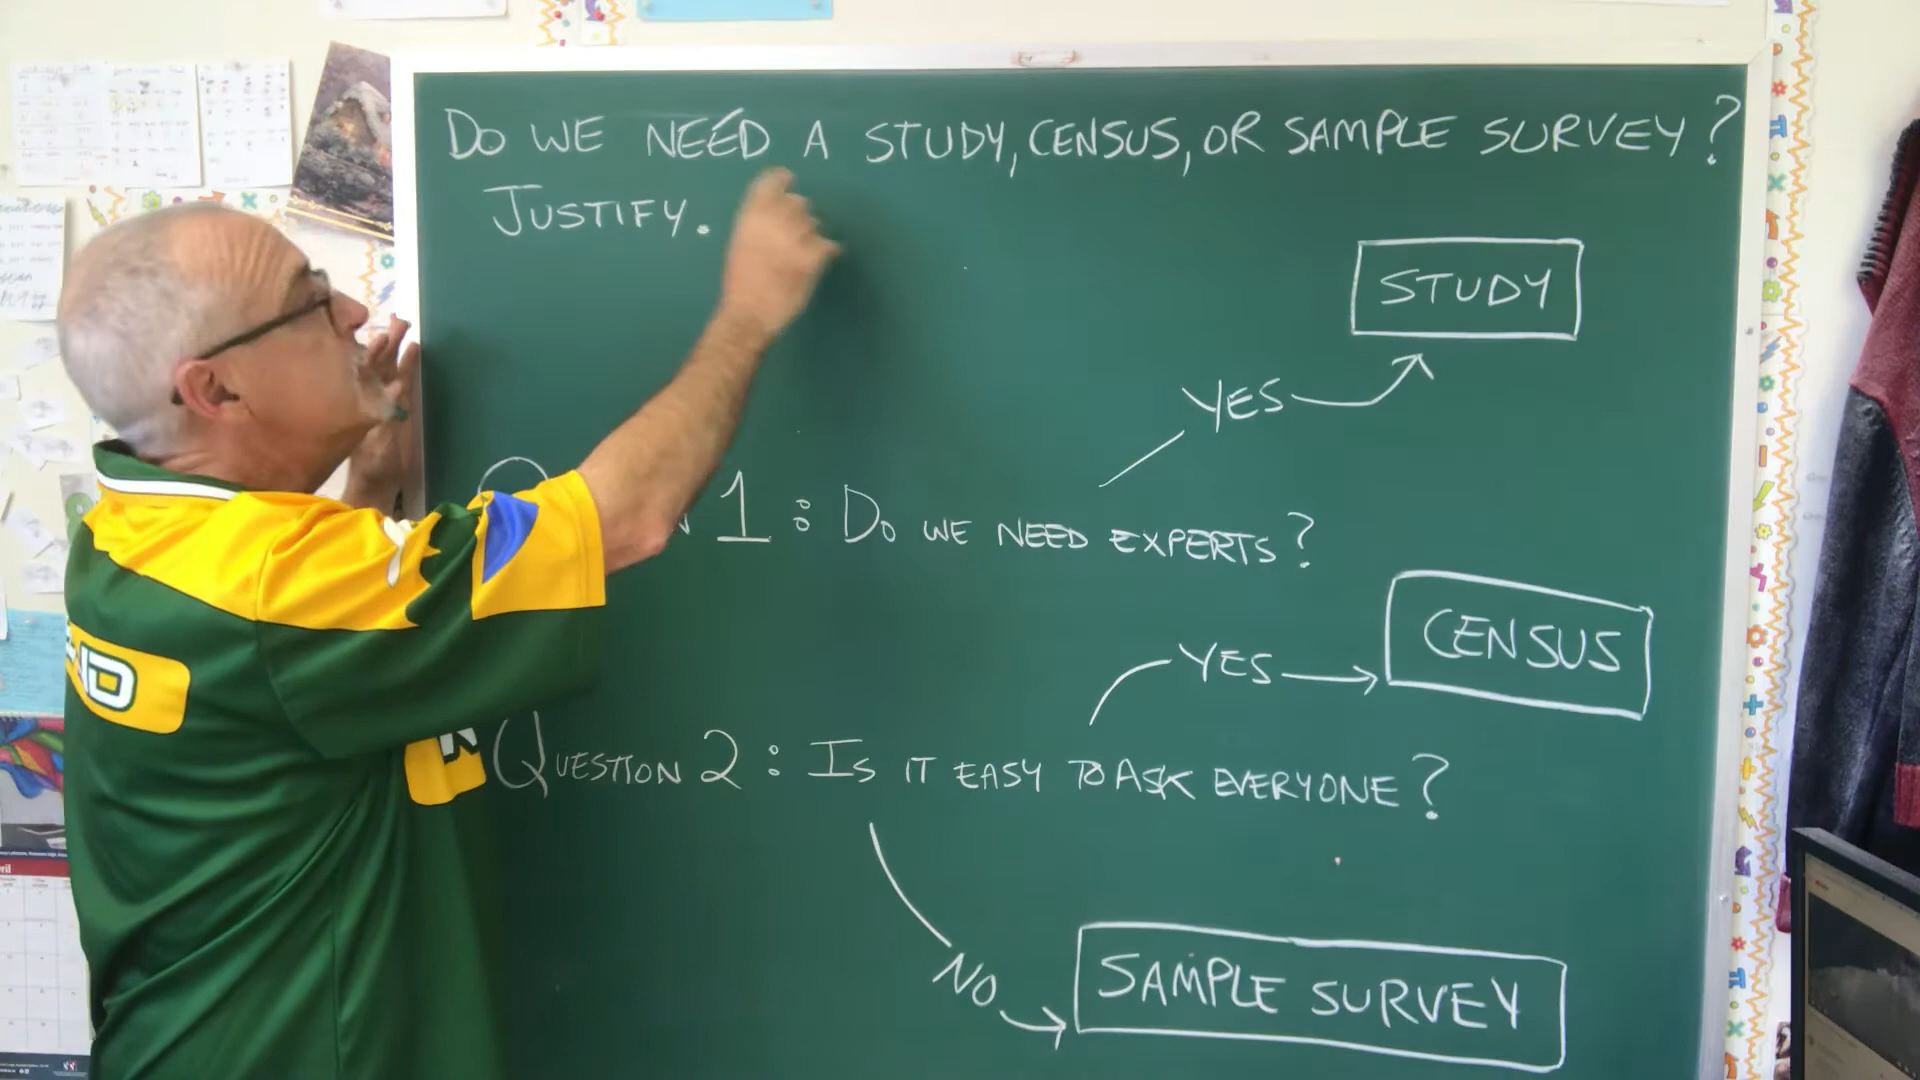 DO WE NEED A STUDY, CENSUS, OR SAMPLE SURVEY?
JUSTIFY.
STUDY
YES
1 : DO WE NEED EXPERTS?
CENSUS
YES
QUESTION 2 : IS IT EASY TO ASK EVERYONE?
NO
SAMPLE SURVEY